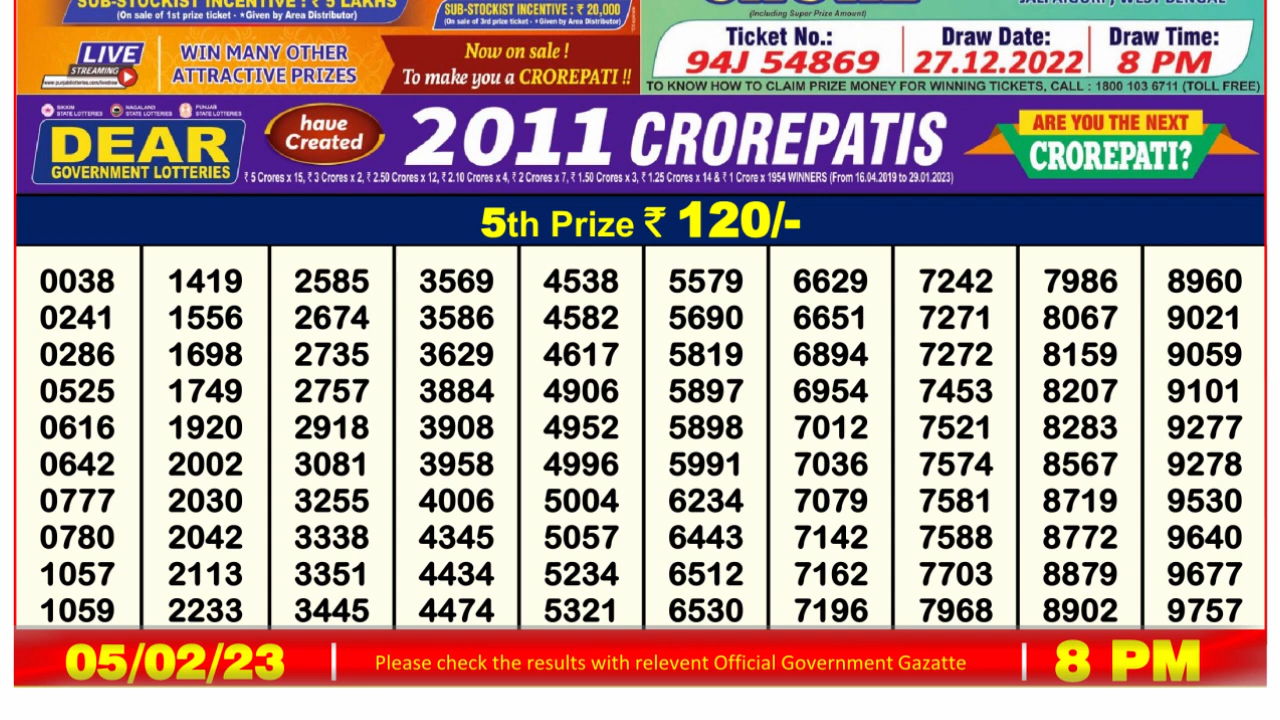 SUB-STOCKIST INCENTIVE : ₹ 5 LAKHS
(On sale of 1st prize ticket - *Given by Area Distributor)
SUB-STOCKIST INCENTIVE : ₹ 20,000
(On sale of 3rd prize ticket - *Given by Area Distributor)
LIVE
STREAMING
WIN MANY OTHER
ATTRACTIVE PRIZES
Now on sale !
To make you a CROREPATI !!
(Including Super Prize Amount)
JALPAIGURI, WEST BENGAL
Ticket No.: Draw Date: Draw Time:
94J 54869 27.12.2022 8 PM
TO KNOW HOW TO CLAIM PRIZE MONEY FOR WINNING TICKETS, CALL : 1800 103 6711 (TOLL FREE)
SIKKIM STATE LOTTERIES NAGALAND STATE LOTTERIES PUNJAB STATE LOTTERIES
DEAR
GOVERNMENT LOTTERIES
have
Created
2011 CROREPATIS
₹ 5 Crores x 15, ₹ 3 Crores x 2, ₹ 2.50 Crores x 12, ₹ 2.10 Crores x 4, ₹ 2 Crores x 7, ₹ 1.50 Crores x 3, ₹ 1.25 Crores x 14 & ₹ 1 Crore x 1954 WINNERS (From 16.04.2019 to 29.01.2023)
ARE YOU THE NEXT
CROREPATI?
5th Prize ₹ 120/-
0038 1419 2585 3569 4538 5579 6629 7242 7986 8960
0241 1556 2674 3586 4582 5690 6651 7271 8067 9021
0286 1698 2735 3629 4617 5819 6894 7272 8159 9059
0525 1749 2757 3884 4906 5897 6954 7453 8207 9101
0616 1920 2918 3908 4952 5898 7012 7521 8283 9277
0642 2002 3081 3958 4996 5991 7036 7574 8567 9278
0777 2030 3255 4006 5004 6234 7079 7581 8719 9530
0780 2042 3338 4345 5057 6443 7142 7588 8772 9640
1057 2113 3351 4434 5234 6512 7162 7703 8879 9677
1059 2233 3445 4474 5321 6530 7196 7968 8902 9757
05/02/23 Please check the results with relevent Official Government Gazatte 8 PM